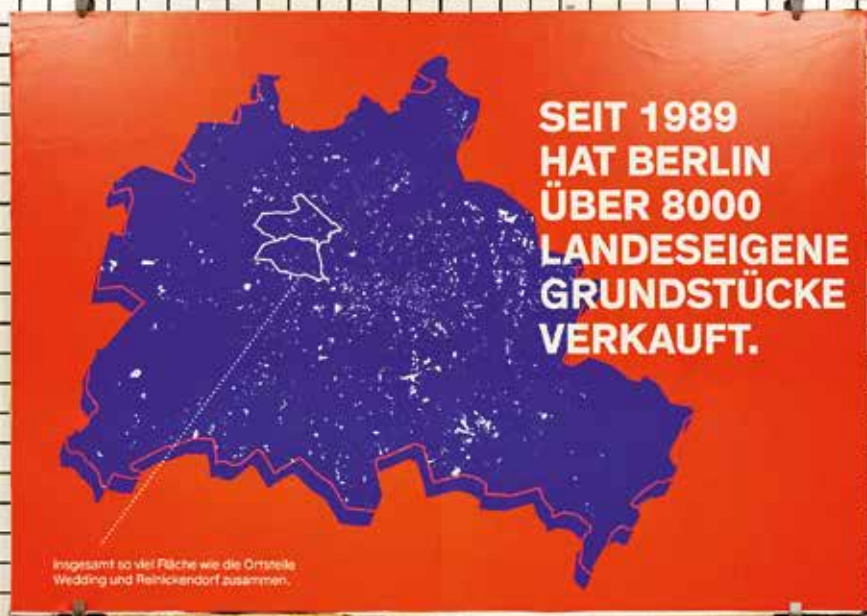 SEIT 1989
HAT BERLIN
ÜBER 8000
LANDESEIGENE
GRUNDSTÜCKE
VERKAUFT.
Insgesamt so viel Fläche wie die Ortsteile
Wedding und Reinickendorf zusammen.